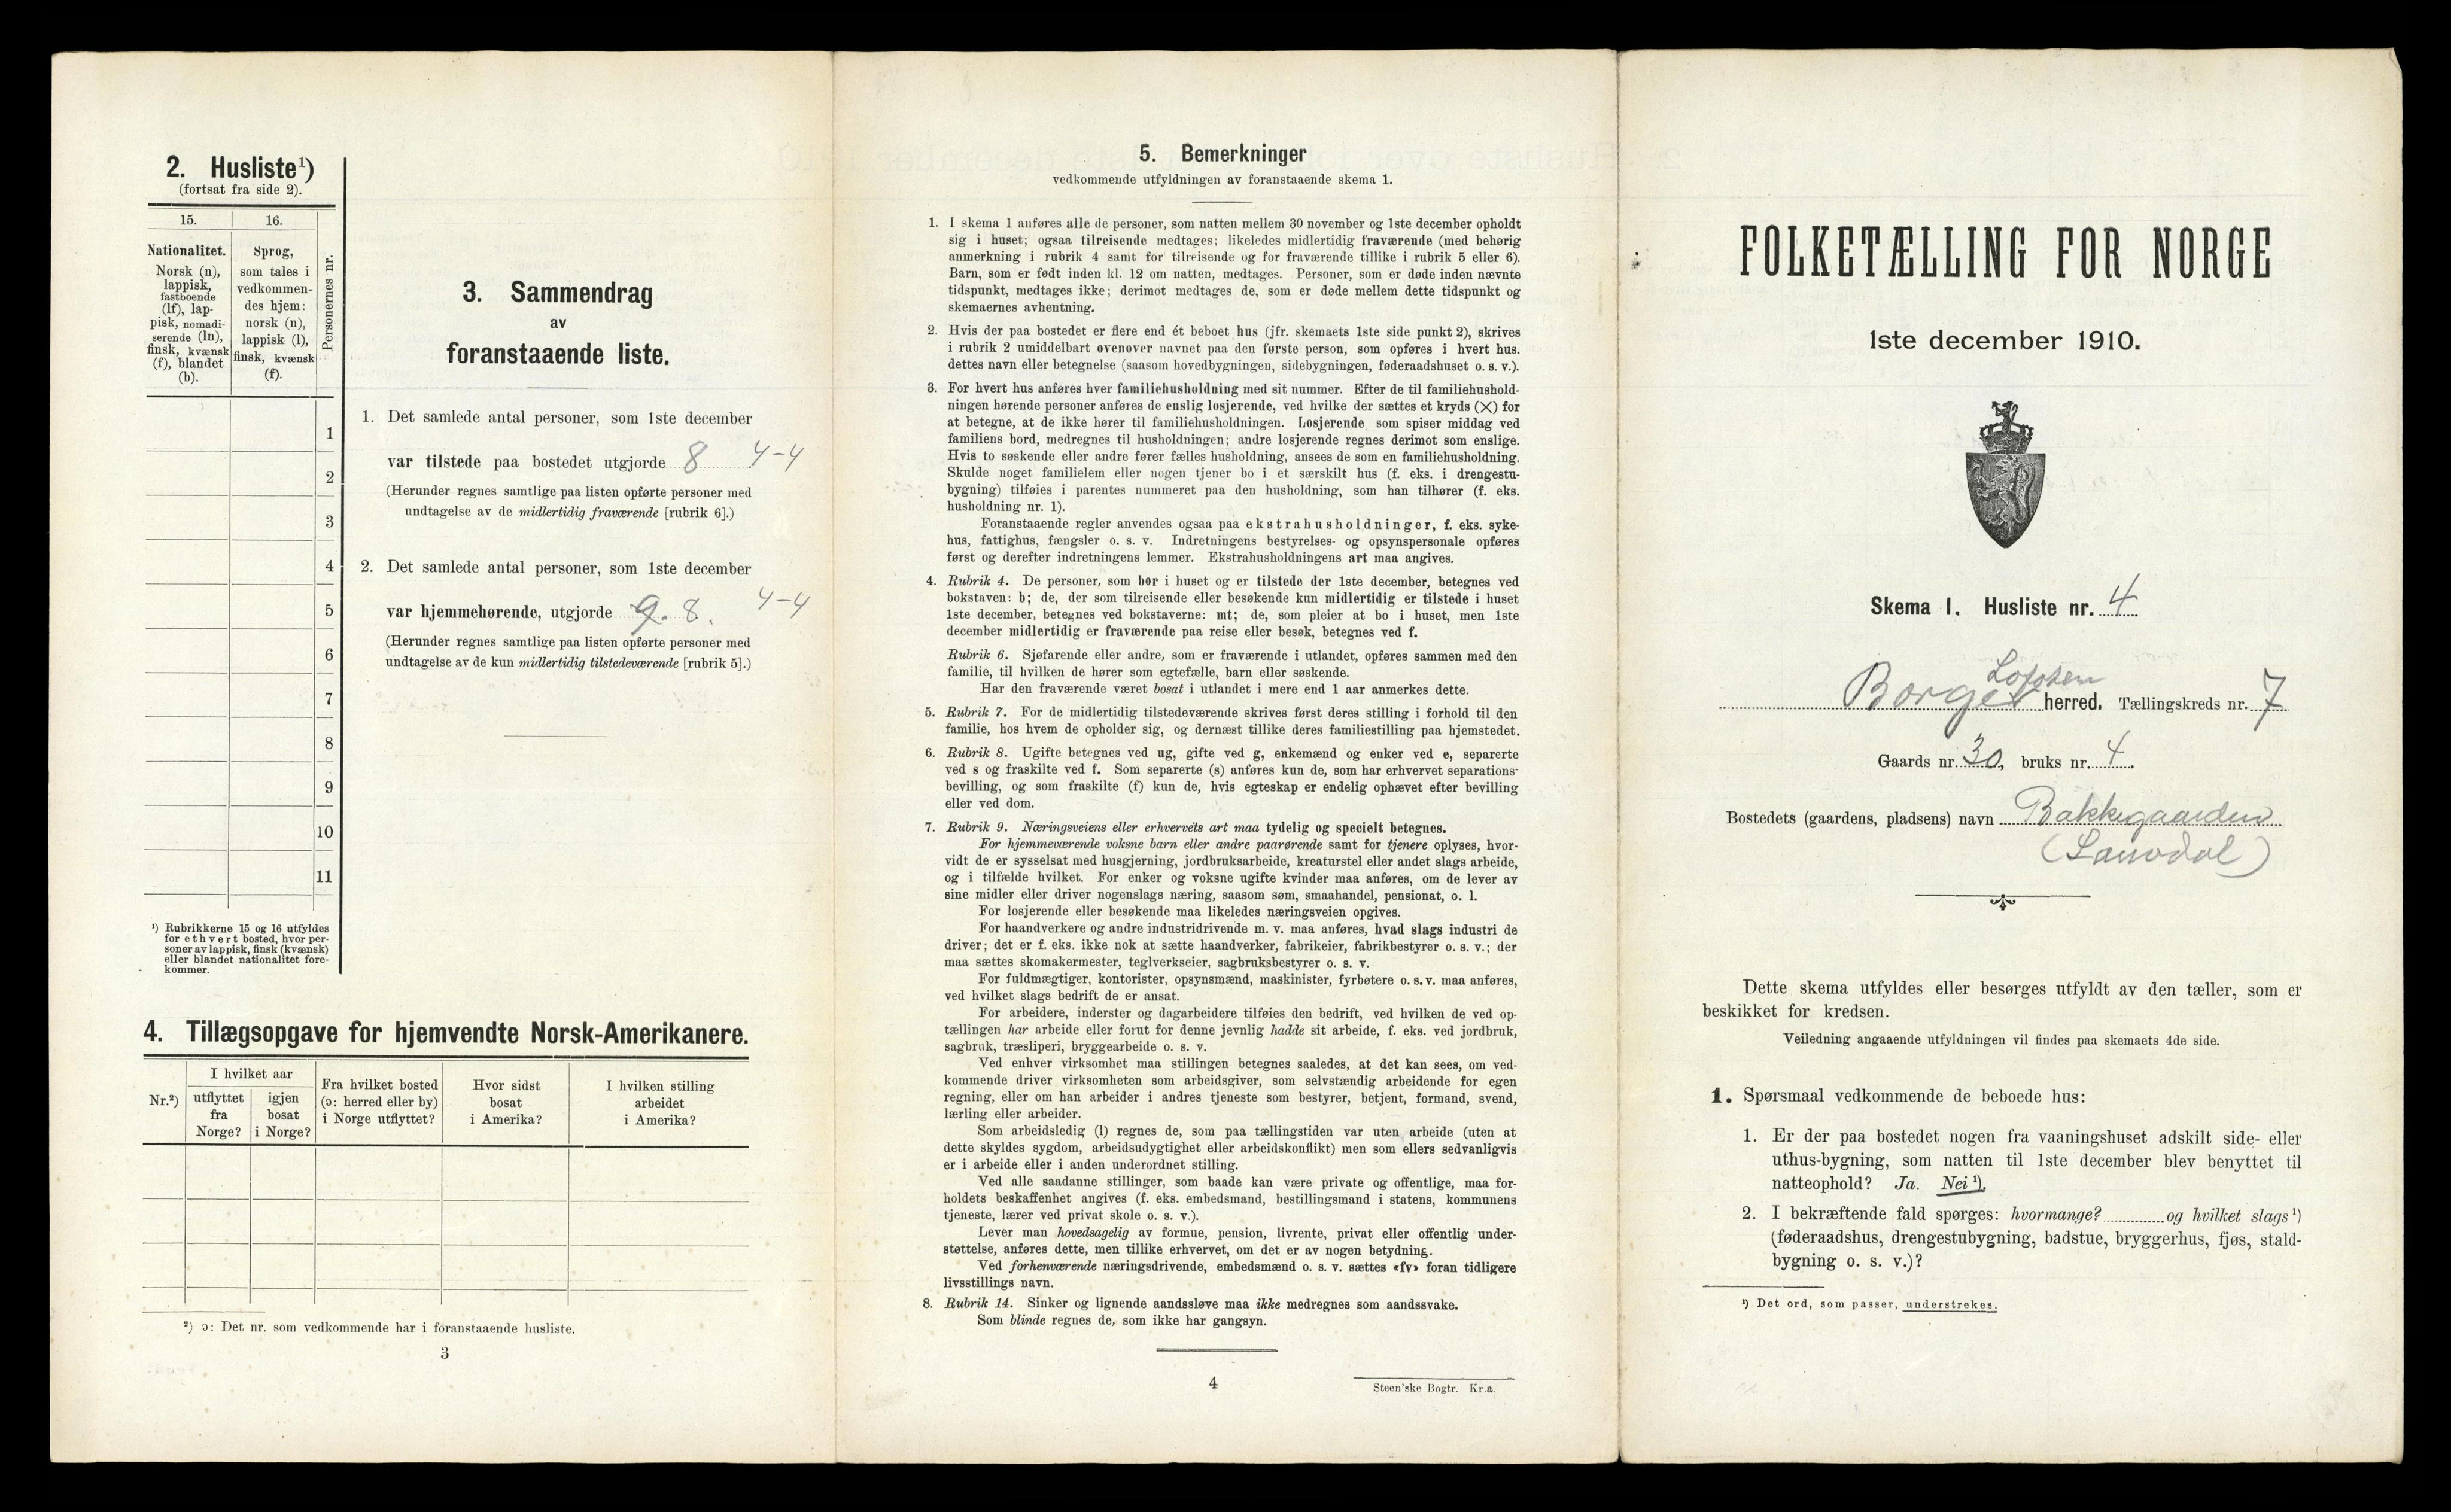 2. Husliste¹)
(fortsat fra side 2).
15.
16.
Personernes nr.
Nationalitet.
Norsk (n),
lappisk,
fastboende
(lf), lap-
pisk, nomadi-
serende (ln),
finsk, kvænsk
(f), blandet
(b).
Sprog,
som tales i
vedkommen-
des hjem:
norsk (n),
lappisk (l),
finsk, kvænsk
(f).
1
2
3
4
5
6
7
8
9
10
11
¹) Rubrikkerne 15 og 16 utfyldes
for ethvert bosted, hvor per-
soner av lappisk, finsk (kvænsk)
eller blandet nationalitet fore-
kommer.
3. Sammendrag
av
foranstaaende liste.
1. Det samlede antal personer, som 1ste december
var tilstede paa bostedet utgjorde 8 4-4
(Herunder regnes samtlige paa listen opførte personer med
undtagelse av de midlertidig fraværende [rubrik 6].)
2. Det samlede antal personer, som 1ste december
var hjemmehørende, utgjorde 9. 8. 4-4
(Herunder regnes samtlige paa listen opførte personer med
undtagelse av de kun midlertidig tilstedeværende [rubrik 5].)
4. Tillægsopgave for hjemvendte Norsk-Amerikanere.
Nr.²)
I hvilket aar
utflyttet
fra
Norge?
igjen
bosat
i Norge?
Fra hvilket bosted
(ɔ: herred eller by)
i Norge utflyttet?
Hvor sidst
bosat
i Amerika?
I hvilken stilling
arbeidet
i Amerika?
²) ɔ: Det nr. som vedkommende har i foranstaaende husliste.
3
5. Bemerkninger
vedkommende utfyldningen av foranstaaende skema 1.
1. I skema 1 anføres alle de personer, som natten mellem 30 november og 1ste december opholdt
sig i huset; ogsaa tilreisende medtages; likeledes midlertidig fraværende (med behørig
anmerkning i rubrik 4 samt for tilreisende og for fraværende tillike i rubrik 5 eller 6).
Barn, som er født inden kl. 12 om natten, medtages. Personer, som er døde inden nævnte
tidspunkt, medtages ikke; derimot medtages de, som er døde mellem dette tidspunkt og
skemaernes avhentning.
2. Hvis der paa bostedet er flere end ét beboet hus (jfr. skemaets 1ste side punkt 2), skrives
i rubrik 2 umiddelbart ovenover navnet paa den første person, som opføres i hvert hus.
dettes navn eller betegnelse (saasom hovedbygningen, sidebygningen, føderaadshuset o. s. v.).
3. For hvert hus anføres hver familiehusholdning med sit nummer. Efter de til familiehushold-
ningen hørende personer anføres de enslig losjerende, ved hvilke der sættes et kryds (×) for
at betegne, at de ikke hører til familiehusholdningen. Losjerende som spiser middag ved
familiens bord, medregnes til husholdningen; andre losjerende regnes derimot som enslige.
Hvis to søskende eller andre fører fælles husholdning, ansees de som en familiehusholdning.
Skulde noget familielem eller nogen tjener bo i et særskilt hus (f. eks. i drengestu-
bygning) tilføies i parentes nummeret paa den husholdning, som han tilhører (f. eks.
husholdning nr. 1).
Foranstaaende regler anvendes ogsaa paa ekstrahusholdninger, f. eks. syke-
hus, fattighus, fængsler o. s. v. Indretningens bestyrelses- og opsynspersonale opføres
først og derefter indretningens lemmer. Ekstrahusholdningens art maa angives.
4. Rubrik 4. De personer, som bor i huset og er tilstede der 1ste december, betegnes ved
bokstaven: b; de, der som tilreisende eller besøkende kun midlertidig er tilstede i huset
1ste december, betegnes ved bokstaverne: mt; de, som pleier at bo i huset, men 1ste
december midlertidig er fraværende paa reise eller besøk, betegnes ved f.
Rubrik 6. Sjøfarende eller andre, som er fraværende i utlandet, opføres sammen med den
familie, til hvilken de hører som egtefælle, barn eller søskende.
Har den fraværende været bosat i utlandet i mere end 1 aar anmerkes dette.
5. Rubrik 7. For de midlertidig tilstedeværende skrives først deres stilling i forhold til den
familie, hos hvem de opholder sig, og dernæst tillike deres familiestilling paa hjemstedet.
6. Rubrik 8. Ugifte betegnes ved ug, gifte ved g, enkemænd og enker ved e, separerte
ved s og fraskilte ved f. Som separerte (s) anføres kun de, som har erhvervet separations-
bevilling, og som fraskilte (f) kun de, hvis egteskap er endelig ophævet efter bevilling
eller ved dom.
7. Rubrik 9. Næringsveiens eller erhvervets art maa tydelig og specielt betegnes.
For hjemmeværende voksne barn eller andre paarørende samt for tjenere oplyses, hvor-
vidt de er sysselsat med husgjerning, jordbruksarbeide, kreaturstel eller andet slags arbeide,
og i tilfælde hvilket. For enker og voksne ugifte kvinder maa anføres, om de lever av
sine midler eller driver nogenslags næring, saasom søm, smaahandel, pensionat, o. l.
For losjerende eller besøkende maa likeledes næringsveien opgives.
For haandverkere og andre industridrivende m. v. maa anføres, hvad slags industri de
driver; det er f. eks. ikke nok at sætte haandverker, fabrikeier, fabrikbestyrer o. s. v.; der
maa sættes skomakermester, teglverkseier, sagbruksbestyrer o. s. v.
For fuldmægtiger, kontorister, opsynsmænd, maskinister, fyrbøtere o. s. v. maa anføres,
ved hvilket slags bedrift de er ansat.
For arbeidere, inderster og dagarbeidere tilføies den bedrift, ved hvilken de ved op-
tællingen har arbeide eller forut for denne jevnlig hadde sit arbeide, f. eks. ved jordbruk,
sagbruk, træsliperi, bryggearbeide o. s. v.
Ved enhver virksomhet maa stillingen betegnes saaledes, at det kan sees, om ved-
kommende driver virksomheten som arbeidsgiver, som selvstændig arbeidende for egen
regning, eller om han arbeider i andres tjeneste som bestyrer, betjent, formand, svend,
lærling eller arbeider.
Som arbeidsledig (l) regnes de, som paa tællingstiden var uten arbeide (uten at
dette skyldes sygdom, arbeidsudygtighet eller arbeidskonflikt) men som ellers sedvanligvis
er i arbeide eller i anden underordnet stilling.
Ved alle saadanne stillinger, som baade kan være private og offentlige, maa for-
holdets beskaffenhet angives (f. eks. embedsmand, bestillingsmand i statens, kommunens
tjeneste, lærer ved privat skole o. s. v.).
Lever man hovedsagelig av formue, pension, livrente, privat eller offentlig under-
støttelse, anføres dette, men tillike erhvervet, om det er av nogen betydning.
Ved forhenværende næringsdrivende, embedsmænd o. s. v. sættes «fv» foran tidligere
livsstillings navn.
8. Rubrik 14. Sinker og lignende aandssløve maa ikke medregnes som aandssvake.
Som blinde regnes de, som ikke har gangsyn.
4
Steen'ske Bogtr. Kr.a.
FOLKETÆLLING FOR NORGE
1ste december 1910.
Skema 1. Husliste nr. 4
Lofoten
Borge herred. Tællingskreds nr. 7
Gaards nr. 30, bruks nr. 4.
Bostedets (gaardens, pladsens) navn Bakkegaarden
Dette skema utfyldes eller besørges utfyldt av den tæller, som er
beskikket for kredsen.
Veiledning angaaende utfyldningen vil findes paa skemaets 4de side.
1. Spørsmaal vedkommende de beboede hus:
1. Er der paa bostedet nogen fra vaaningshuset adskilt side- eller
uthus-bygning, som natten til 1ste december blev benyttet til
natteophold? Ja. Nei ¹).
2. I bekræftende fald spørges: hvormange? og hvilket slags¹)
(føderaadshus, drengestubygning, badstue, bryggerhus, fjøs, stald-
bygning o. s. v.)?
¹) Det ord, som passer, understrekes.